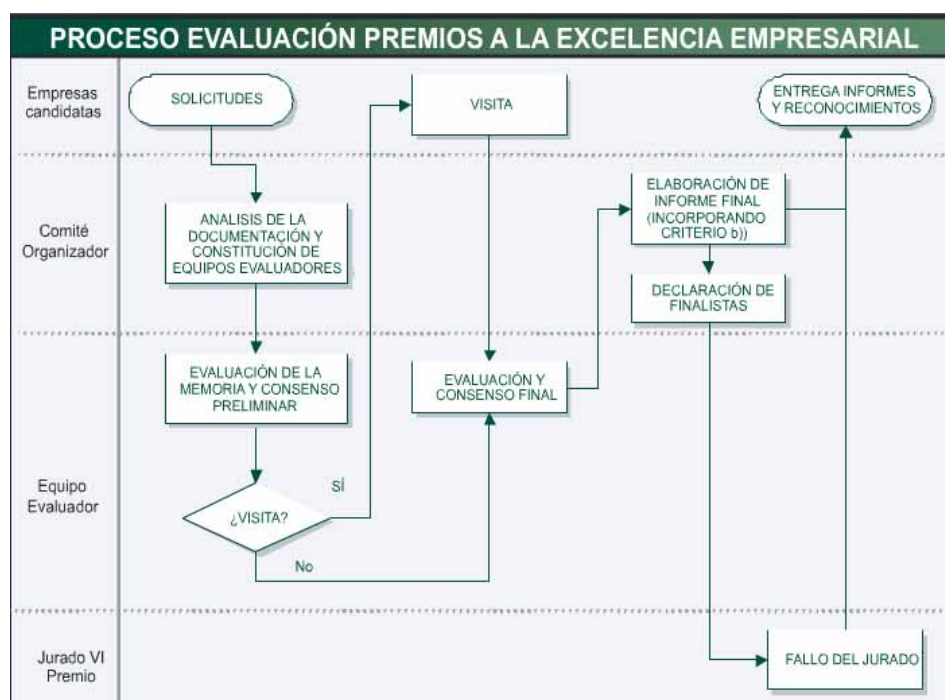 PROCESO EVALUACIÓN PREMIOS A LA EXCELENCIA EMPRESARIAL
Empresas
candidatas
SOLICITUDES
VISITA
ENTREGA INFORMES
Y RECONOCIMIENTOS
Comité
Organizador
ANALISIS DE LA
DOCUMENTACIÓN Y
CONSTITUCIÓN DE
EQUIPOS EVALUADORES
ELABORACIÓN DE
INFORME FINAL
(INCORPORANDO
CRITERIO b))
DECLARACIÓN DE
FINALISTAS
Equipo
Evaluador
EVALUACIÓN DE LA
MEMORIA Y CONSENSO
PRELIMINAR
EVALUACIÓN Y
CONSENSO FINAL
¿VISITA?
SÍ
No
Jurado VI
Premio
FALLO DEL JURADO